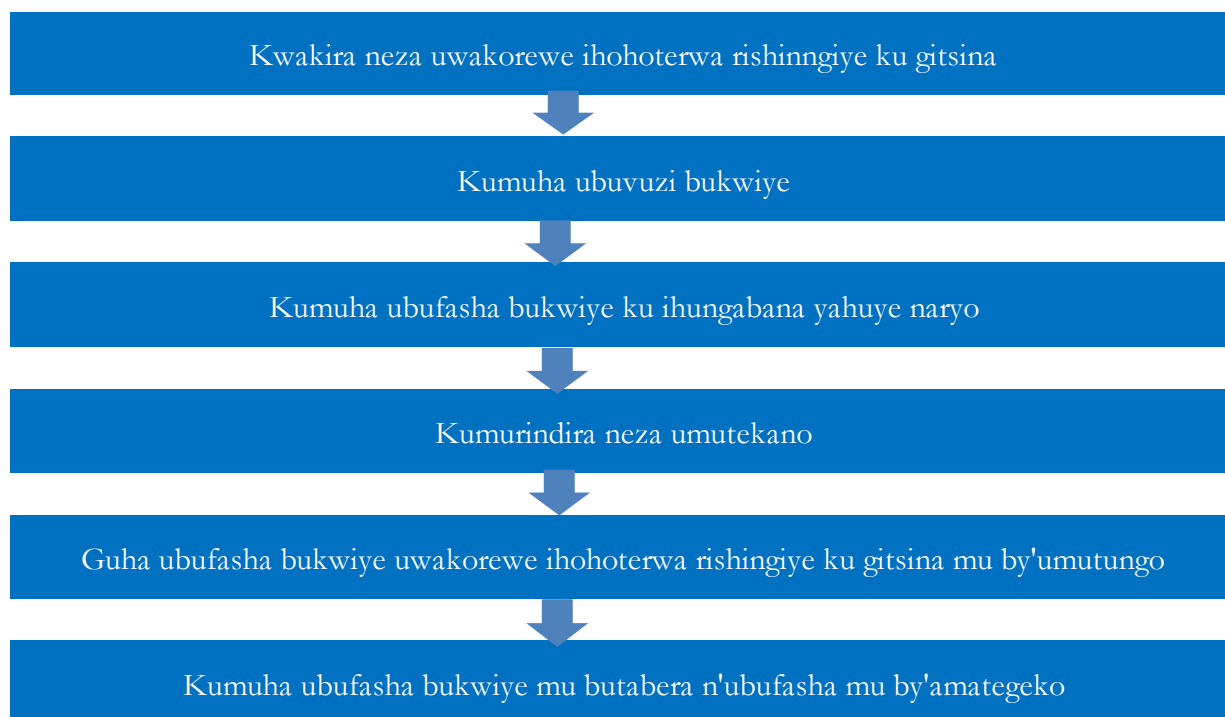 Kwakira neza uwakorewe ihohoterwa rishinngiye ku gitsina
Kumuha ubuvuzi bukwiye
Kumuha ubufasha bukwiye ku ihungabana yahuye naryo
Kumurindira neza umutekano
Guha ubufasha bukwiye uwakorewe ihohoterwa rishingiye ku gitsina mu by'umutungo
Kumuha ubufasha bukwiye mu butabera n'ubufasha mu by'amategeko